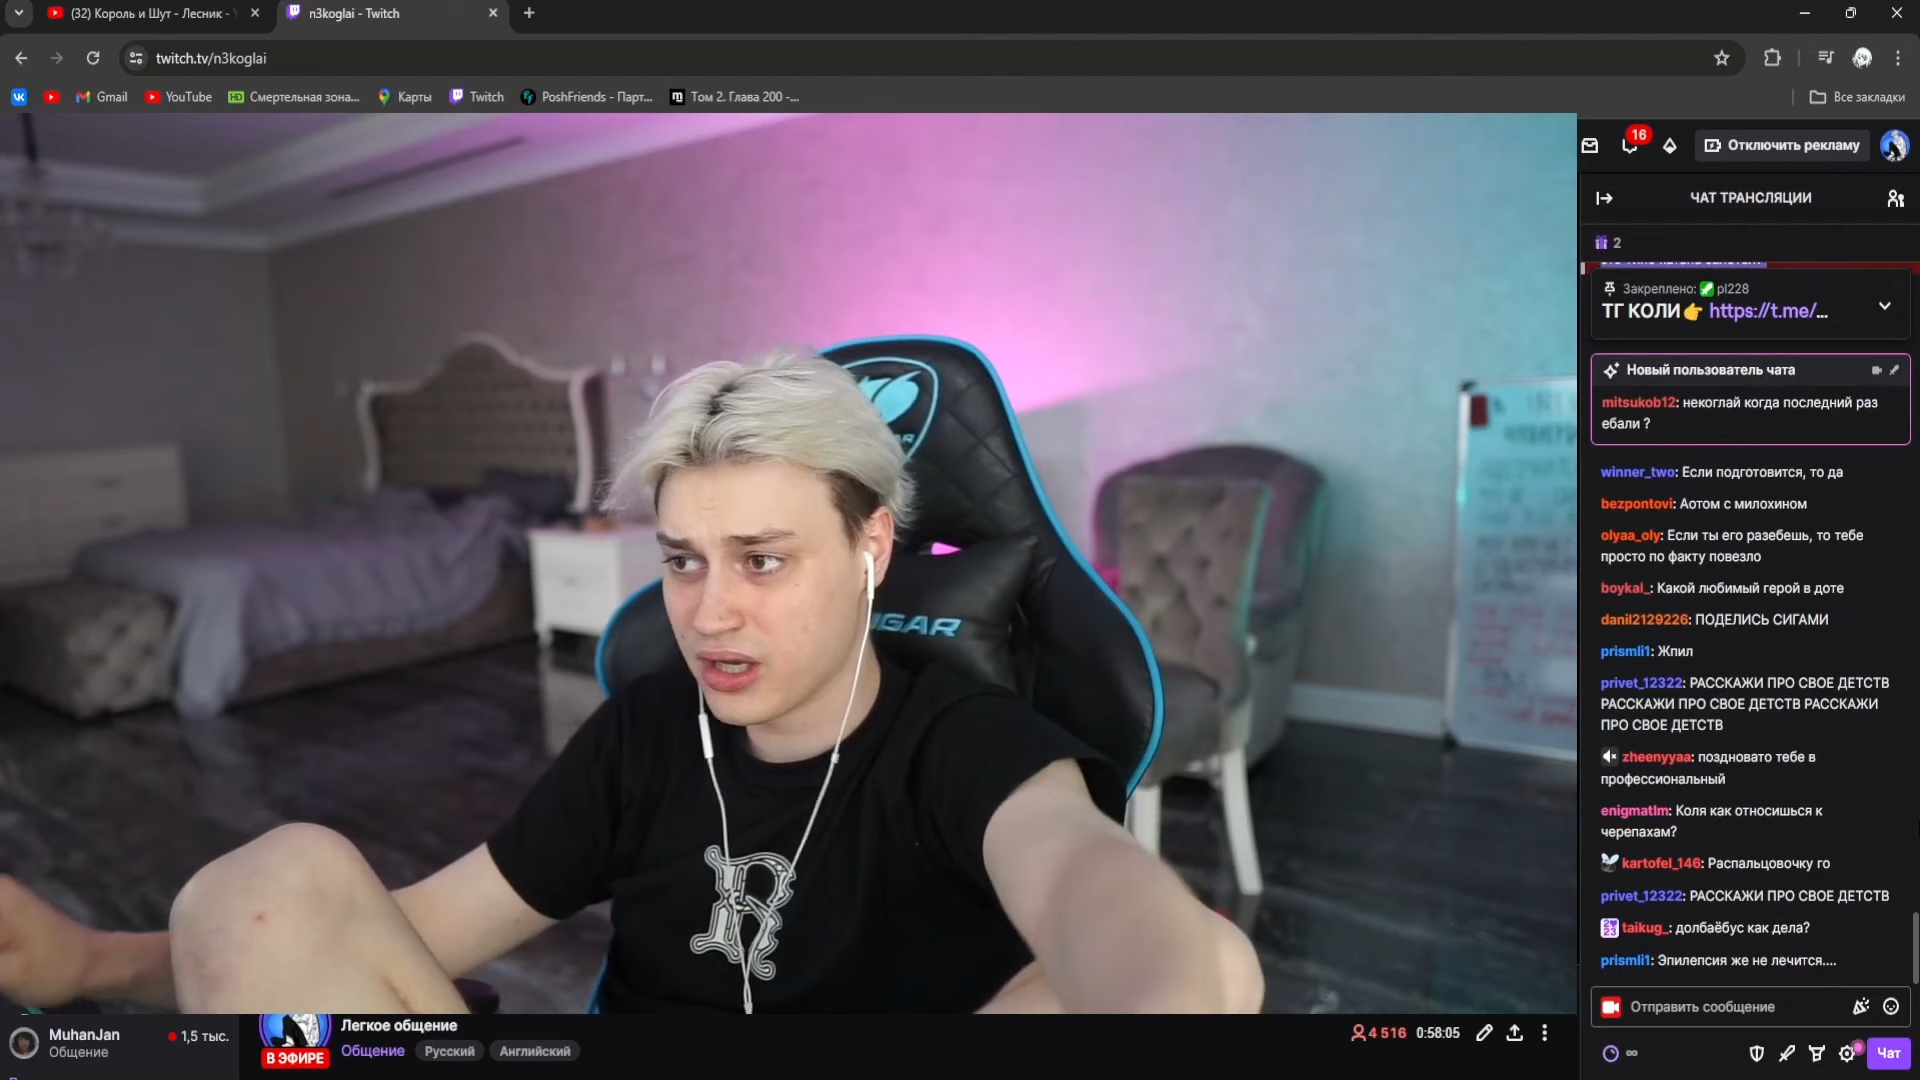 (32) Король и Шут - Лесник -
n3koglai - Twitch
twitch.tv/n3koglai
Gmail
YouTube
HD Смертельная зона...
Карты
Twitch
PoshFriends - Парт...
Том 2. Глава 200 -...
Все закладки
16
Отключить рекламу
ЧАТ ТРАНСЛЯЦИИ
2
Закреплено: pl228
ТГ КОЛИ👉 https://t.me/...
Новый пользователь чата
mitsukob12: некоглай когда последний раз
ебали ?
winner_two: Если подготовится, то да
bezpontovi: Аотом с милохином
olyaa_oly: Если ты его разебешь, то тебе
просто по факту повезло
boykal_: Какой любимый герой в доте
danil2129226: ПОДЕЛИСЬ СИГАМИ
prismli1: Жпил
privet_12322: РАССКАЖИ ПРО СВОЕ ДЕТСТВ
РАССКАЖИ ПРО СВОЕ ДЕТСТВ РАССКАЖИ
ПРО СВОЕ ДЕТСТВ
zheenyyaa: поздновато тебе в
профессиональный
enigmatlm: Коля как относишься к
черепахам?
kartofel_146: Распальцовочку го
privet_12322: РАССКАЖИ ПРО СВОЕ ДЕТСТВ
taikug_: долбаёбус как дела?
prismli1: Эпилепсия же не лечится....
Отправить сообщение
Чат
MuhanJan
Общение
1,5 тыс.
В ЭФИРЕ
Легкое общение
Общение
Русский
Английский
4 516
0:58:05